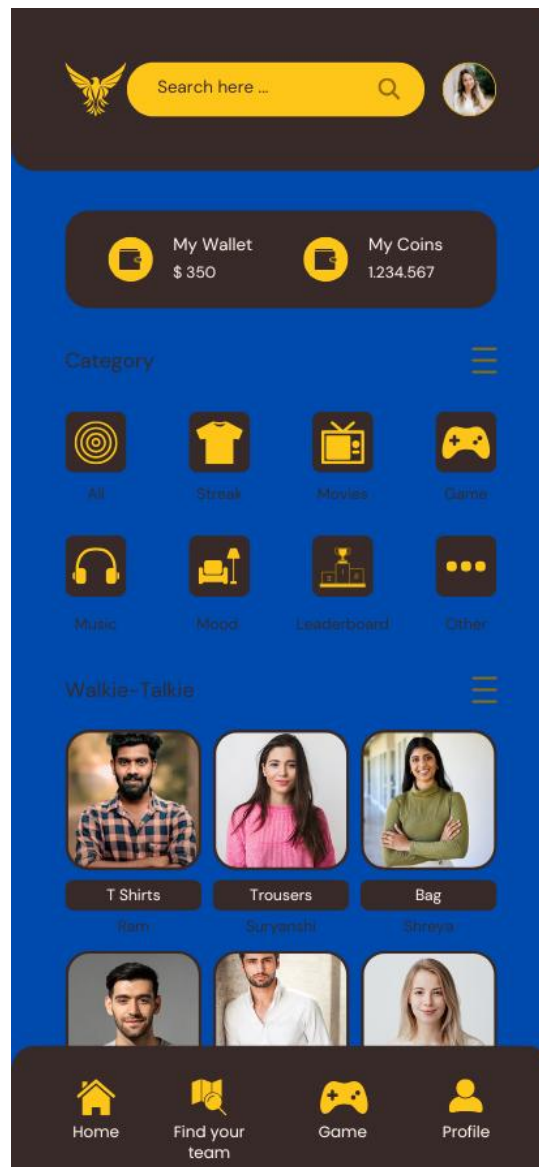 Search here ...
My Wallet
$ 350
My Coins
1.234.567
Category
All
Streak
Movies
Game
Music
Mood
Leaderboard
Other
Walkie-Talkie
T Shirts
Trousers
Bag
Ram
Suryanshi
Shreya
Home
Find your
team
Game
Profile